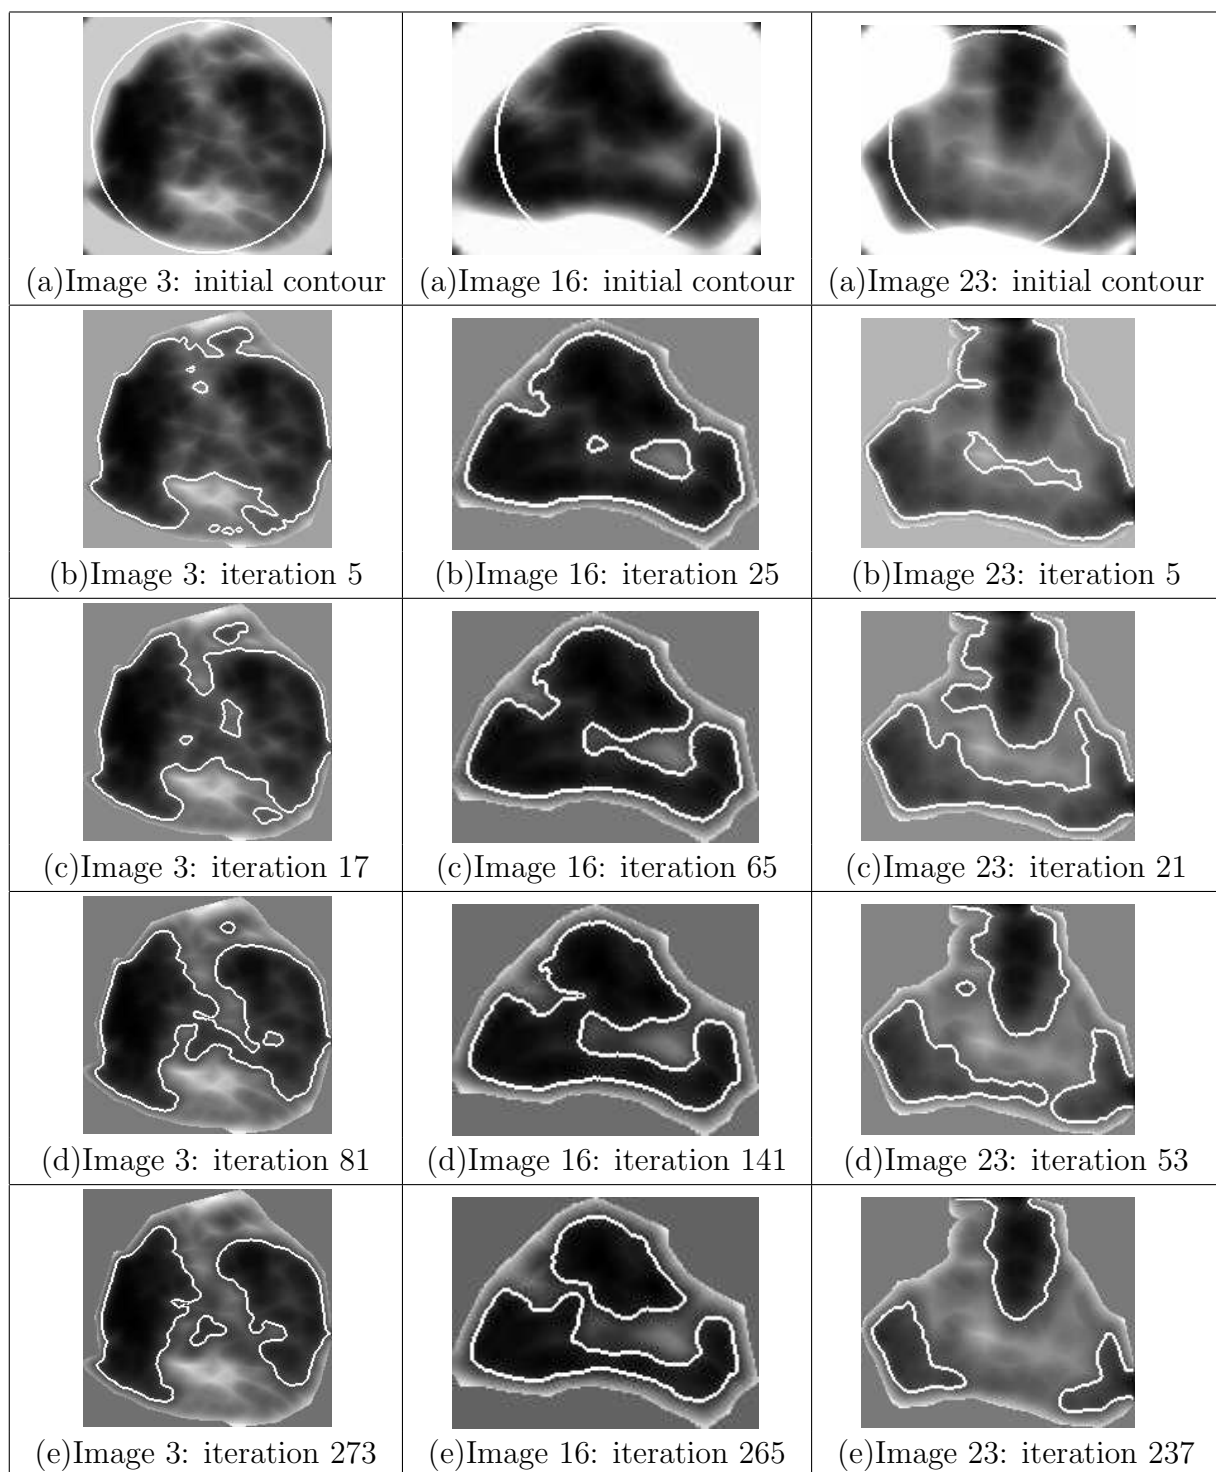 (a)Image 3: initial contour
(a)Image 16: initial contour
(a)Image 23: initial contour
(b)Image 3: iteration 5
(b)Image 16: iteration 25
(b)Image 23: iteration 5
(c)Image 3: iteration 17
(c)Image 16: iteration 65
(c)Image 23: iteration 21
(d)Image 3: iteration 81
(d)Image 16: iteration 141
(d)Image 23: iteration 53
(e)Image 3: iteration 273
(e)Image 16: iteration 265
(e)Image 23: iteration 237